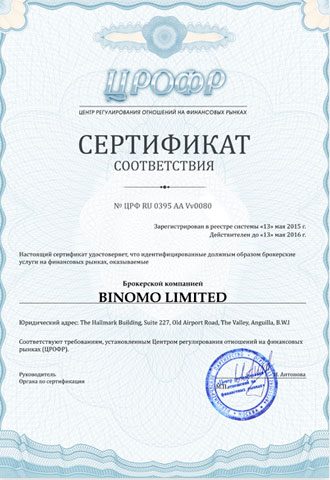 ЦРОФР
ЦЕНТР РЕГУЛИРОВАНИЯ ОТНОШЕНИЙ НА ФИНАНСОВЫХ РЫНКАХ
СЕРТИФИКАТ
СООТВЕТСТВИЯ
№ ЦРФ RU 0395 AA Vv0080
Зарегистрирован в реестре системы «13» мая 2015 г.
Действителен до «13» мая 2016 г.
Настоящий сертификат удостоверяет, что идентифицированные должным образом брокерские
услуги на финансовых рынках, оказываемые
Брокерской компанией
BINOMO LIMITED
Юридический адрес: The Hallmark Building, Suite 227, Old Airport Road, The Valley, Anguilla, B.W.I
Соответствуют требованиям, установленным Центром регулирования отношений на финансовых
рынках (ЦРОФР).
Руководитель
Органа по сертификации
М.П.
Антонова